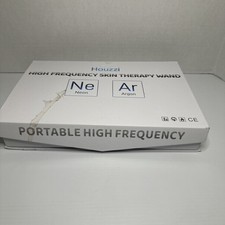 Houzzi
HIGH FREQUENCY SKIN THERAPY WAND
Ne Ar
Neon Argon
CE
PORTABLE HIGH FREQUENCY